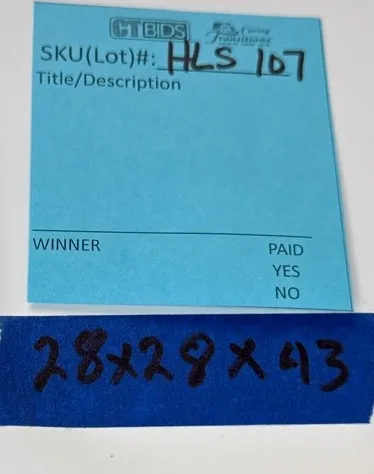 CTBIDS
Caring
Transitions
SKU(Lot)#: HLS 107
Title/Description
WINNER
PAID
YES
NO
28x28x43